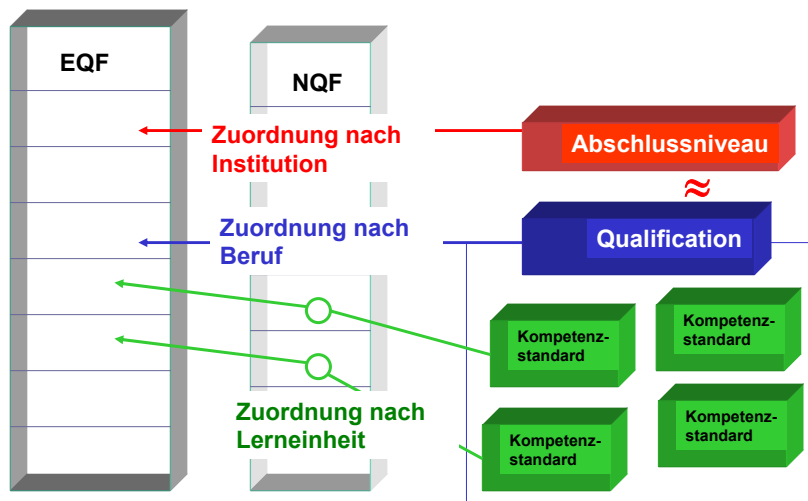 EQF
NQF
Zuordnung nach
Institution
Abschlussniveau
≈
Zuordnung nach
Beruf
Qualification
Kompetenz-
standard
Kompetenz-
standard
Zuordnung nach
Lerneinheit
Kompetenz-
standard
Kompetenz-
standard